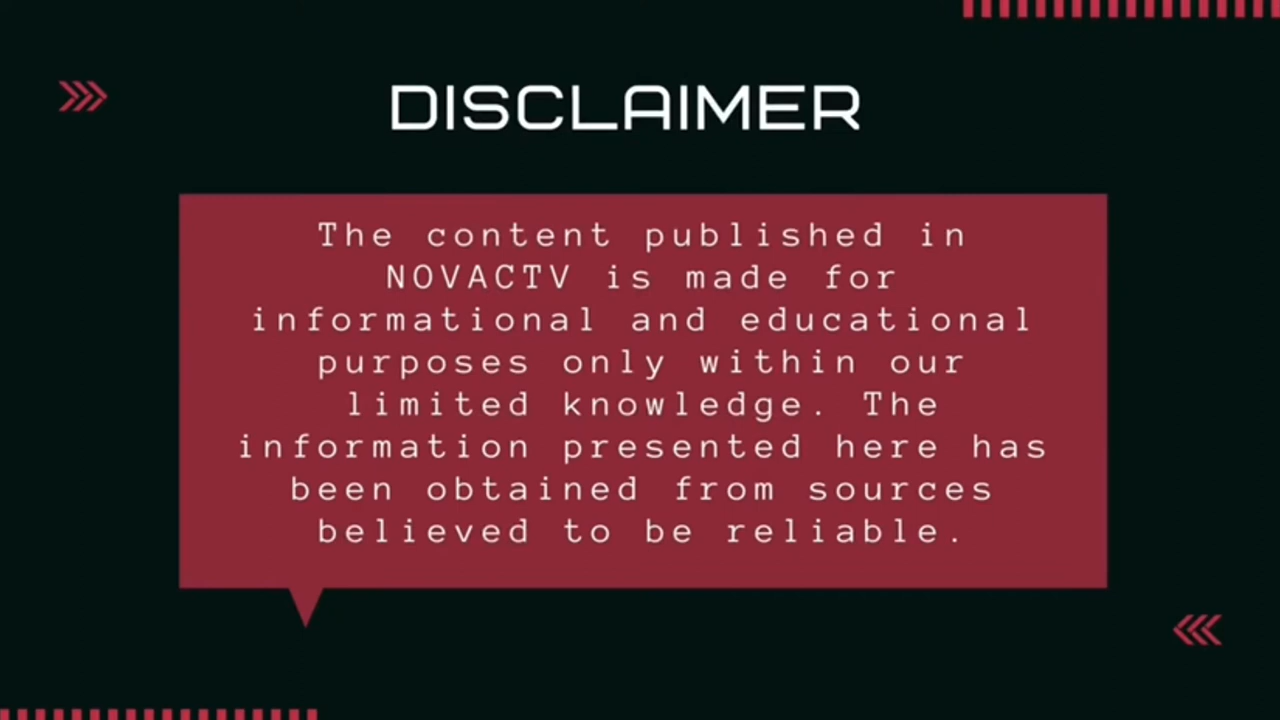 DISCLAIMER
The content published in
NOVACTV is made for
informational and educational
purposes only within our
limited knowledge. The
information presented here has
been obtained from sources
believed to be reliable.